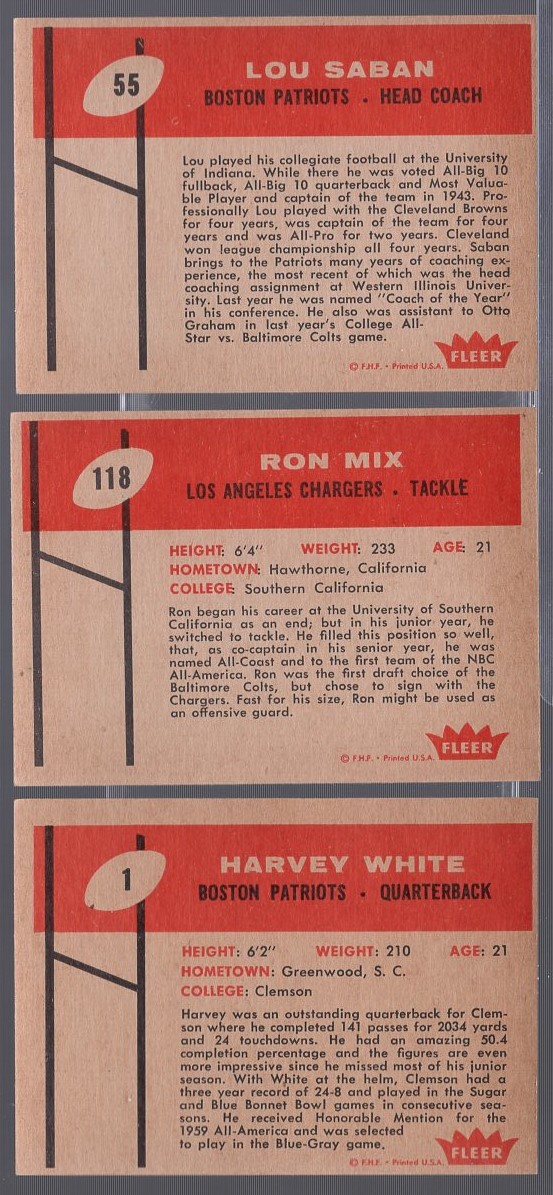 55
LOU SABAN
BOSTON PATRIOTS . HEAD COACH
Lou played his collegiate football at the University
of Indiana. While there he was voted All-Big 10
fullback, All-Big 10 quarterback and Most Valua-
ble Player and captain of the team in 1943. Pro-
fessionally Lou played with the Cleveland Browns
for four years, was captain of the team for four
years and was All-Pro for two years. Cleveland
won league championship all four years. Saban
brings to the Patriots many years of coaching ex-
perience, the most recent of which was the head
coaching assignment at Western Illinois Univer-
sity. Last year he was named "Coach of the Year"
in his conference. He also was assistant to Otto
Graham in last year's College All-
Star vs. Baltimore Colts game.
FLEER
© F.H.F. • Printed U.S.A.
118
RON MIX
LOS ANGELES CHARGERS . TACKLE
HEIGHT: 6'4" WEIGHT: 233 AGE: 21
HOMETOWN: Hawthorne, California
COLLEGE: Southern California
Ron began his career at the University of Southern
California as an end; but in his junior year, he
switched to tackle. He filled this position so well,
that, as co-captain in his senior year, he was
named All-Coast and to the first team of the NBC
All-America. Ron was the first draft choice of the
Baltimore Colts, but chose to sign with the
Chargers. Fast for his size, Ron might be used as
an offensive guard.
FLEER
© F.H.F. • Printed U.S.A.
1
HARVEY WHITE
BOSTON PATRIOTS . QUARTERBACK
HEIGHT: 6'2" WEIGHT: 210 AGE: 21
HOMETOWN: Greenwood, S. C.
COLLEGE: Clemson
Harvey was an outstanding quarterback for Clem-
son where he completed 141 passes for 2034 yards
and 24 touchdowns. He had an amazing 50.4
completion percentage and the figures are even
more impressive since he missed most of his junior
season. With White at the helm, Clemson had a
three year record of 24-8 and played in the Sugar
and Blue Bonnet Bowl games in consecutive sea-
sons. He received Honorable Mention for the
1959 All-America and was selected
to play in the Blue-Gray game.
FLEER
© F.H.F. • Printed U.S.A.